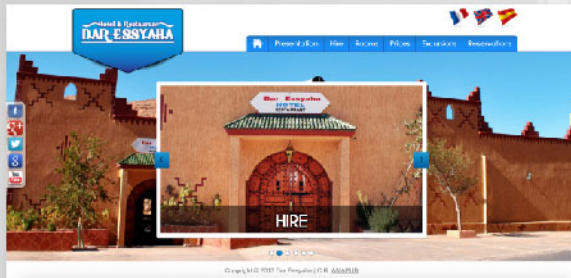 Hotel & Restaurant
DAR ESSYAHA
Presentation Hire Rooms Prices Excursions Reservations
Dar Essyaha
HOTEL
RESTAURANT
HIRE